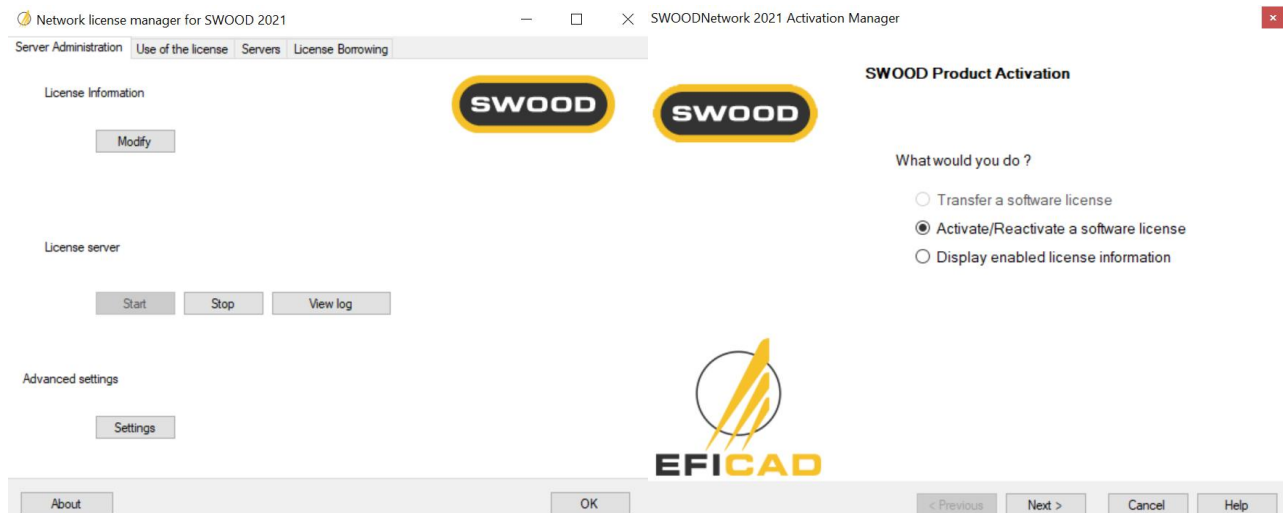 Network license manager for SWOOD 2021
Server Administration Use of the license Servers License Borrowing
License Information
SWOOD
Modify
License server
Start Stop View log
Advanced settings
Settings
About OK
SWOODNetwork 2021 Activation Manager
SWOOD Product Activation
SWOOD
What would you do ?
Transfer a software license
Activate/Reactivate a software license
Display enabled license information
EFICAD
< Previous Next > Cancel Help